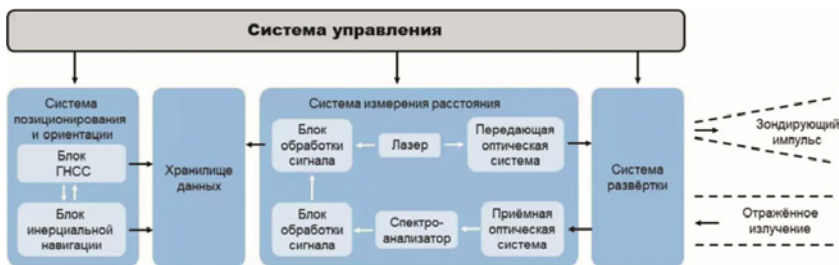 Система управления
Система
позиционирования
и ориентации
Блок
ГНСС
Блок
инерциальной
навигации
Хранилище
данных
Система измерения расстояния
Блок
обработки
сигнала
Лазер
Передающая
оптическая
система
Блок
обработки
сигнала
Спектро-
анализатор
Приёмная
оптическая
система
Система
развёртки
Зондирующий
импульс
Отражённое
излучение